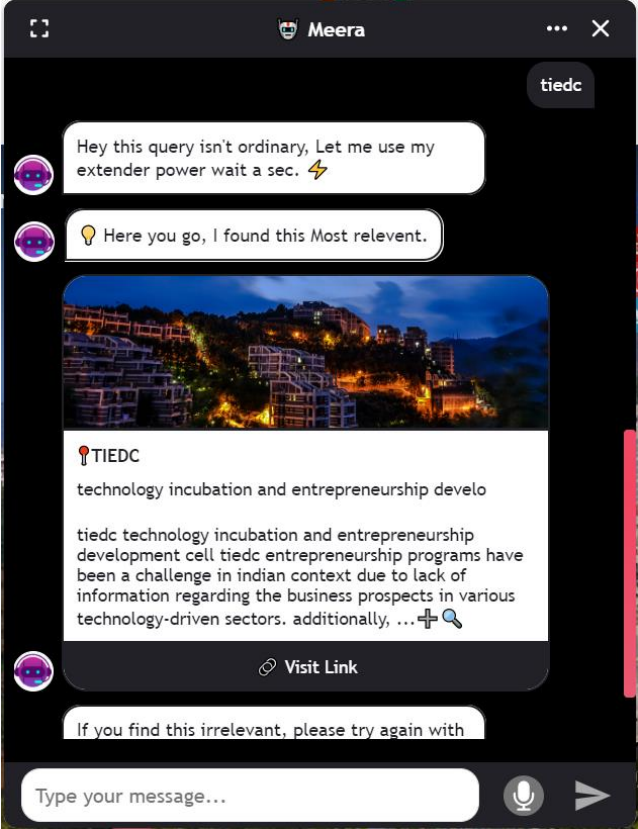 Meera
tiedc
Hey this query isn't ordinary, Let me use my
extender power wait a sec. ⚡
💡 Here you go, I found this Most relevent.
📍TIEDC
technology incubation and entrepreneurship develo
tiedc technology incubation and entrepreneurship
development cell tiedc entrepreneurship programs have
been a challenge in indian context due to lack of
information regarding the business prospects in various
technology-driven sectors. additionally, ...➕🔍
Visit Link
If you find this irrelevant, please try again with
Type your message...